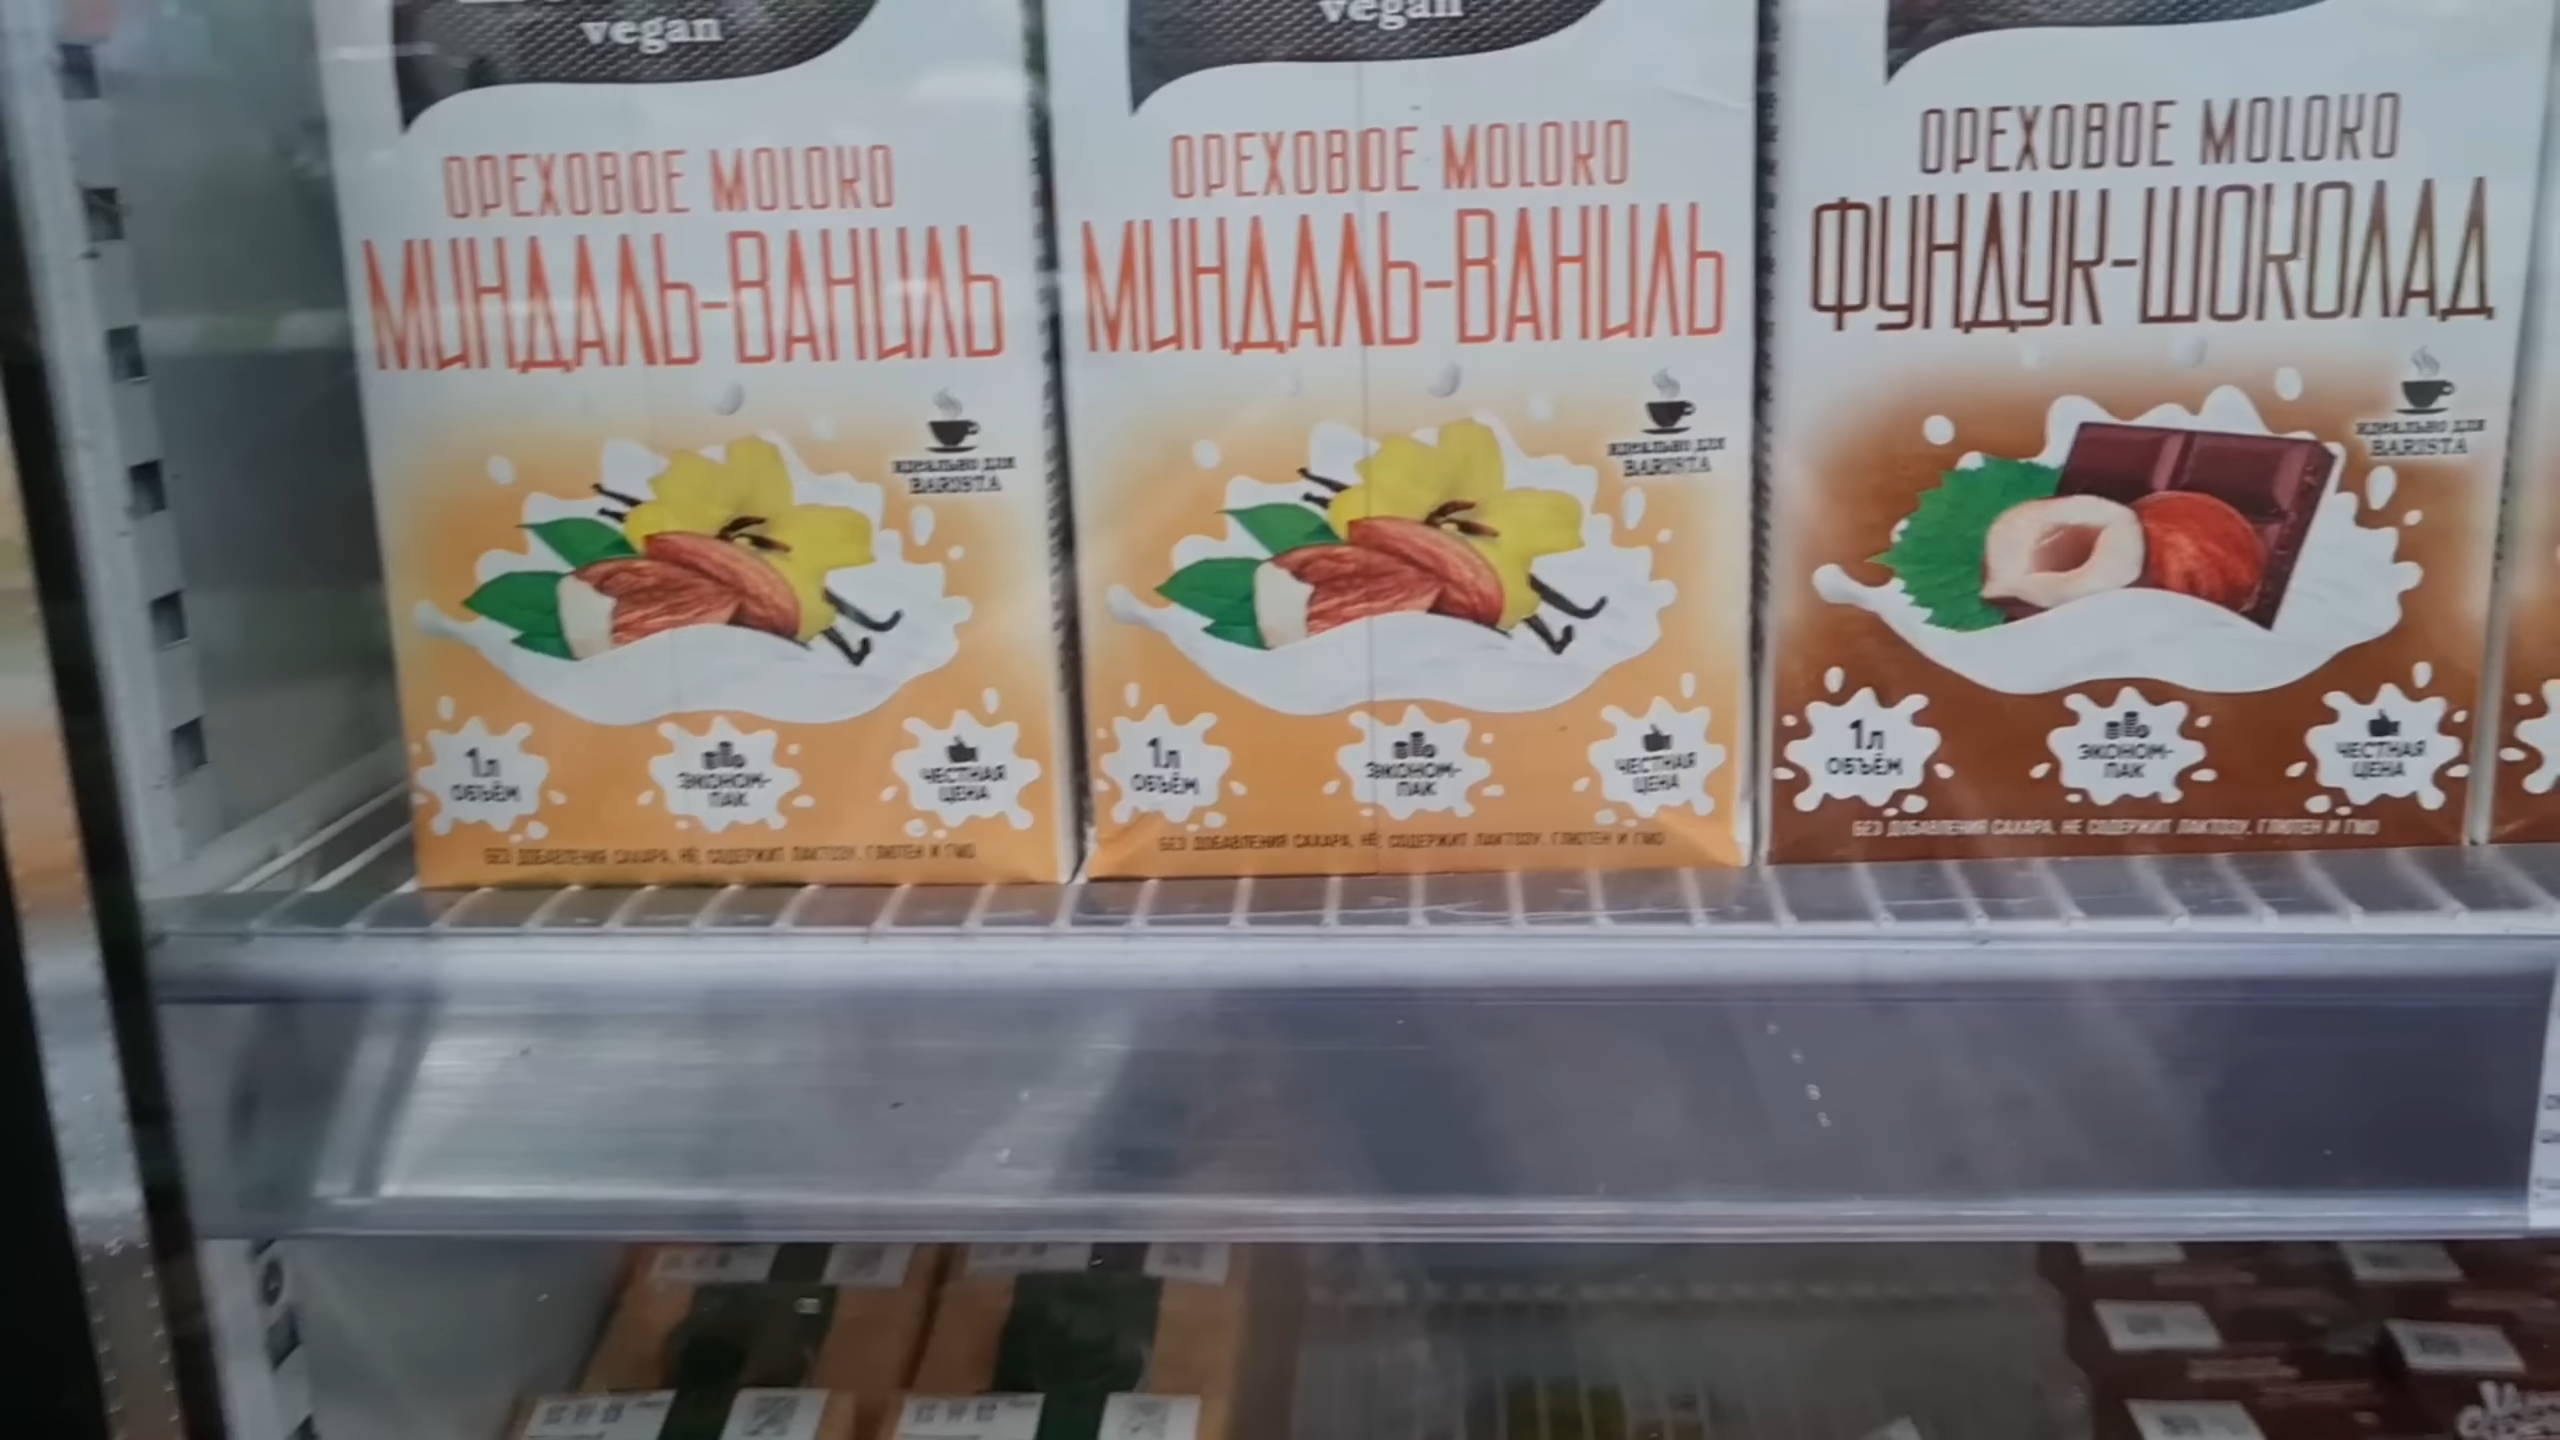 vegan
ОРЕХОВОЕ MOLOKO
МИНДАЛЬ-ВАНИЛЬ
ИДЕАЛЬНО ДЛЯ
BARISTA
1л
ОБЪЁМ
ЭКОНОМ-
ПАК
ЧЕСТНАЯ
ЦЕНА
БЕЗ ДОБАВЛЕНИЯ САХАРА, НЕ СОДЕРЖИТ ЛАКТОЗУ, ГЛЮТЕН И ГМО
vegan
ОРЕХОВОЕ MOLOKO
МИНДАЛЬ-ВАНИЛЬ
ИДЕАЛЬНО ДЛЯ
BARISTA
1л
ОБЪЁМ
ЭКОНОМ-
ПАК
ЧЕСТНАЯ
ЦЕНА
БЕЗ ДОБАВЛЕНИЯ САХАРА, НЕ СОДЕРЖИТ ЛАКТОЗУ, ГЛЮТЕН И ГМО
ОРЕХОВОЕ MOLOKO
ФУНДУК-ШОКОЛАД
ИДЕАЛЬНО ДЛЯ
BARISTA
1л
ОБЪЁМ
ЭКОНОМ-
ПАК
ЧЕСТНАЯ
ЦЕНА
БЕЗ ДОБАВЛЕНИЯ САХАРА, НЕ СОДЕРЖИТ ЛАКТОЗУ, ГЛЮТЕН И ГМО